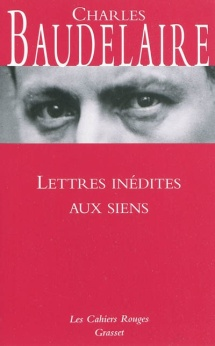 CHARLES
BAUDELAIRE
LETTRES INÉDITES
AUX SIENS
Les Cahiers Rouges
Grasset